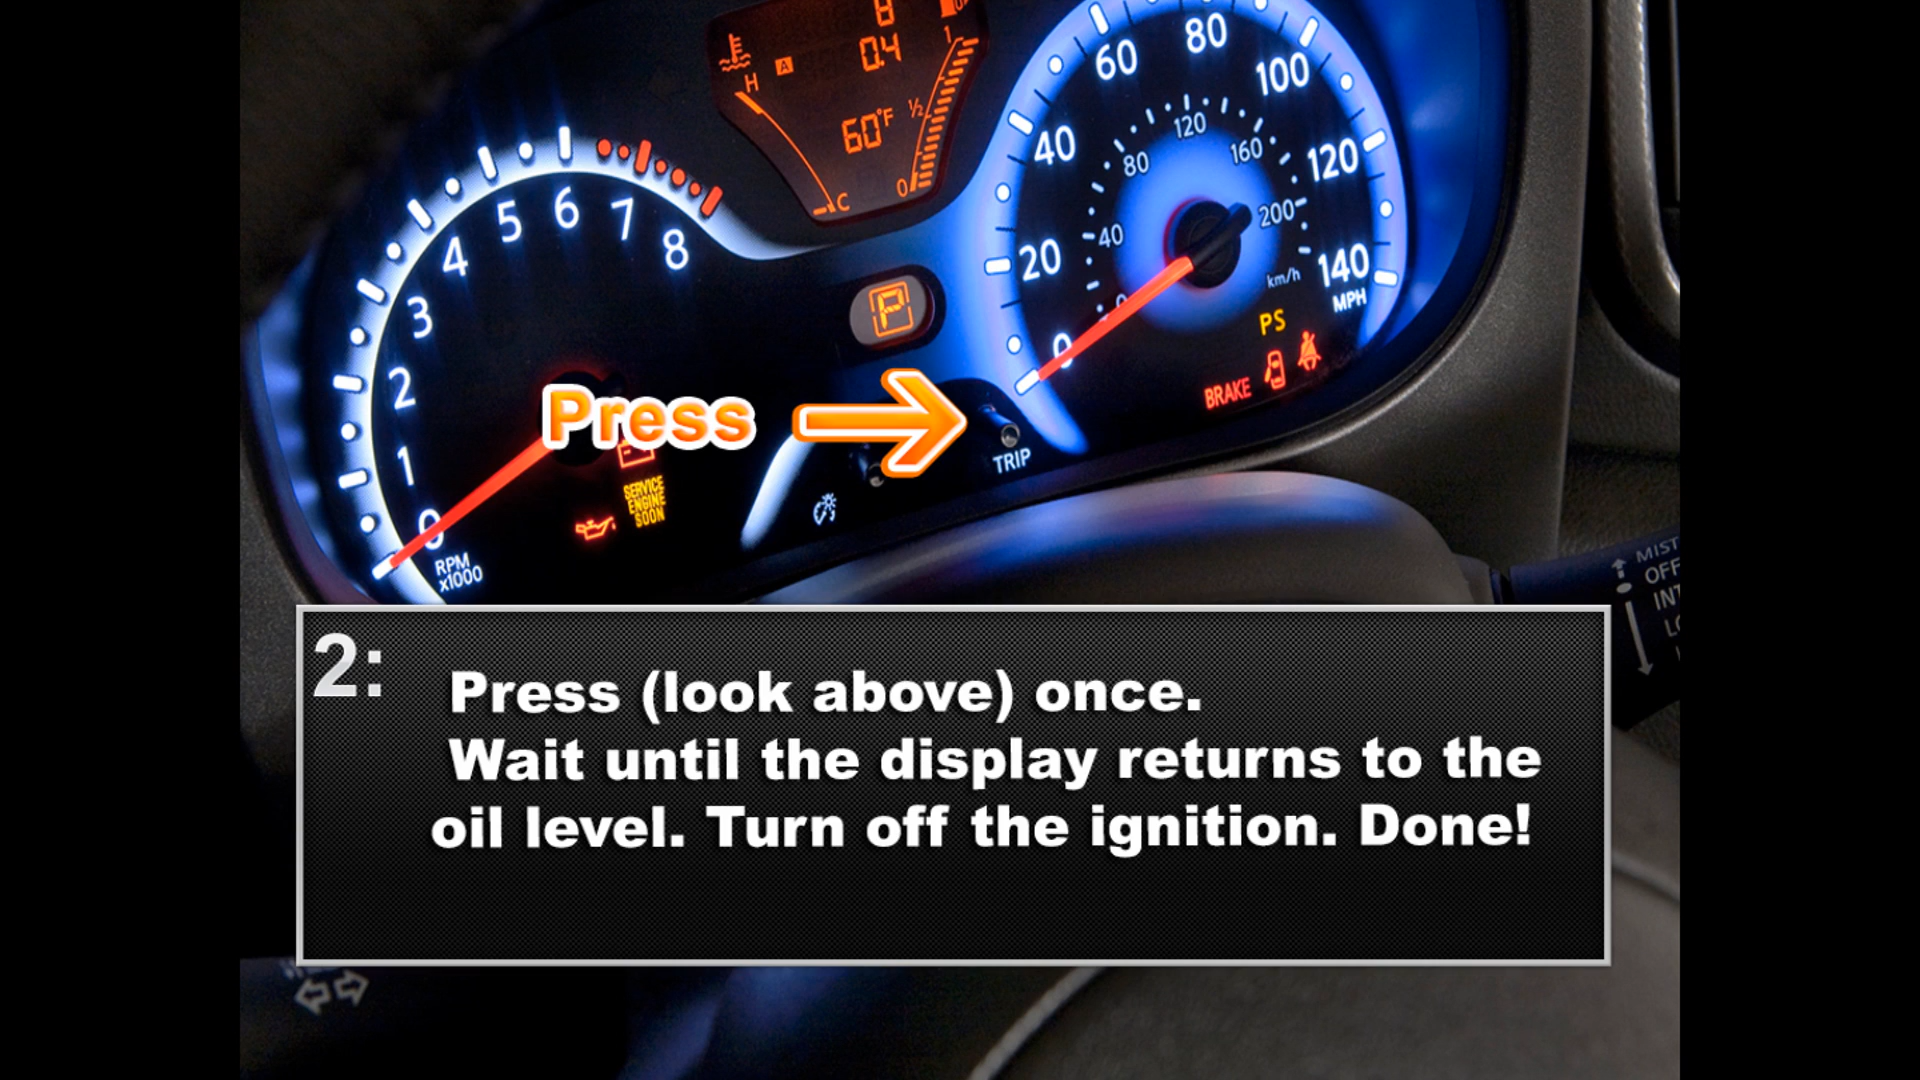 8
0.4
H
A
1
60°F
1/2
0
C
60
80
100
40
120
20
140
0
MPH
80
120
160
40
200
0
km/h
4
5
6
7
8
3
2
1
0
RPM
x1000
P
PS
BRAKE
Press
TRIP
SERVICE
ENGINE
SOON
MIST
OFF
2:
Press (look above) once.
Wait until the display returns to the
oil level. Turn off the ignition. Done!